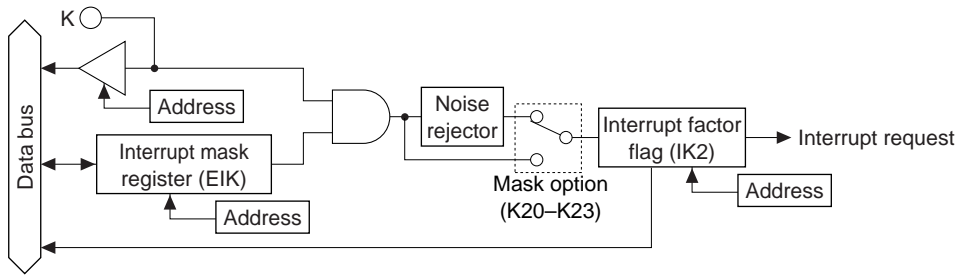 K
Data bus
Address
Interrupt mask
register (EIK)
Address
Noise
rejector
Mask option
(K20–K23)
Interrupt factor
flag (IK2)
Address
Interrupt request